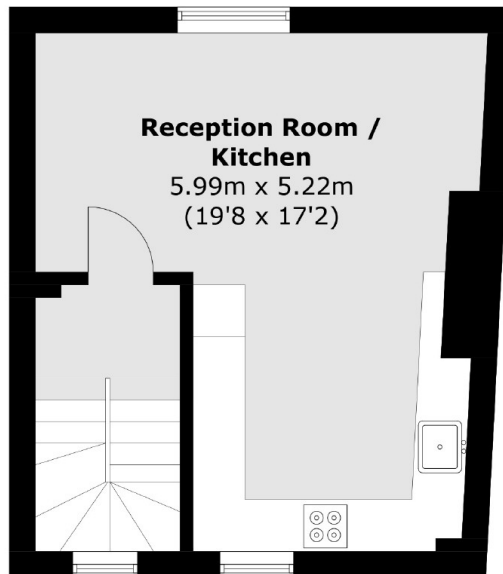 Reception Room /
Kitchen
5.99m x 5.22m
(19'8 x 17'2)